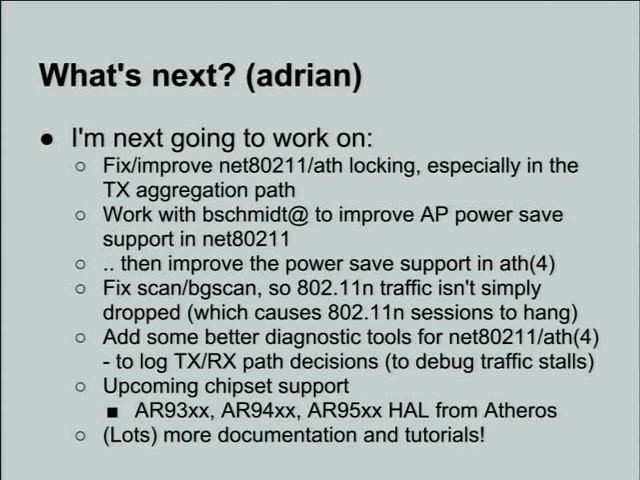 What's next? (adrian)
● I'm next going to work on:
○ Fix/improve net80211/ath locking, especially in the
TX aggregation path
○ Work with bschmidt@ to improve AP power save
support in net80211
○ .. then improve the power save support in ath(4)
○ Fix scan/bgscan, so 802.11n traffic isn't simply
dropped (which causes 802.11n sessions to hang)
○ Add some better diagnostic tools for net80211/ath(4)
- to log TX/RX path decisions (to debug traffic stalls)
○ Upcoming chipset support
■ AR93xx, AR94xx, AR95xx HAL from Atheros
○ (Lots) more documentation and tutorials!